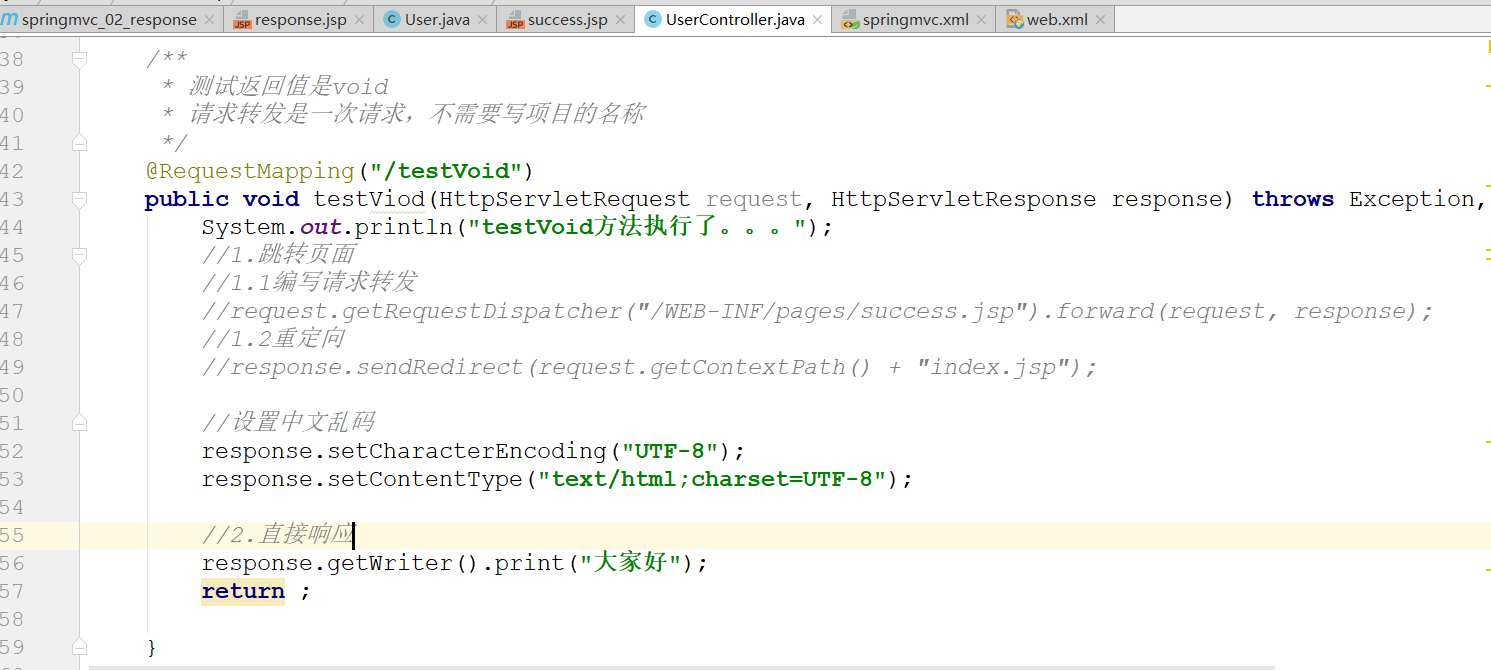 springmvc_02_response × response.jsp × User.java × success.jsp × UserController.java × springmvc.xml × web.xml ×
38 /**
39 * 测试返回值是void
40 * 请求转发是一次请求，不需要写项目的名称
41 */
42 @RequestMapping("/testVoid")
43 public void testViod(HttpServletRequest request, HttpServletResponse response) throws Exception,
44 System.out.println("testVoid方法执行了。。。");
45 //1.跳转页面
46 //1.1编写请求转发
47 //request.getRequestDispatcher("/WEB-INF/pages/success.jsp").forward(request, response);
48 //1.2重定向
49 //response.sendRedirect(request.getContextPath() + "index.jsp");
50
51 //设置中文乱码
52 response.setCharacterEncoding("UTF-8");
53 response.setContentType("text/html;charset=UTF-8");
54
55 //2.直接响应
56 response.getWriter().print("大家好");
57 return ;
58
59 }